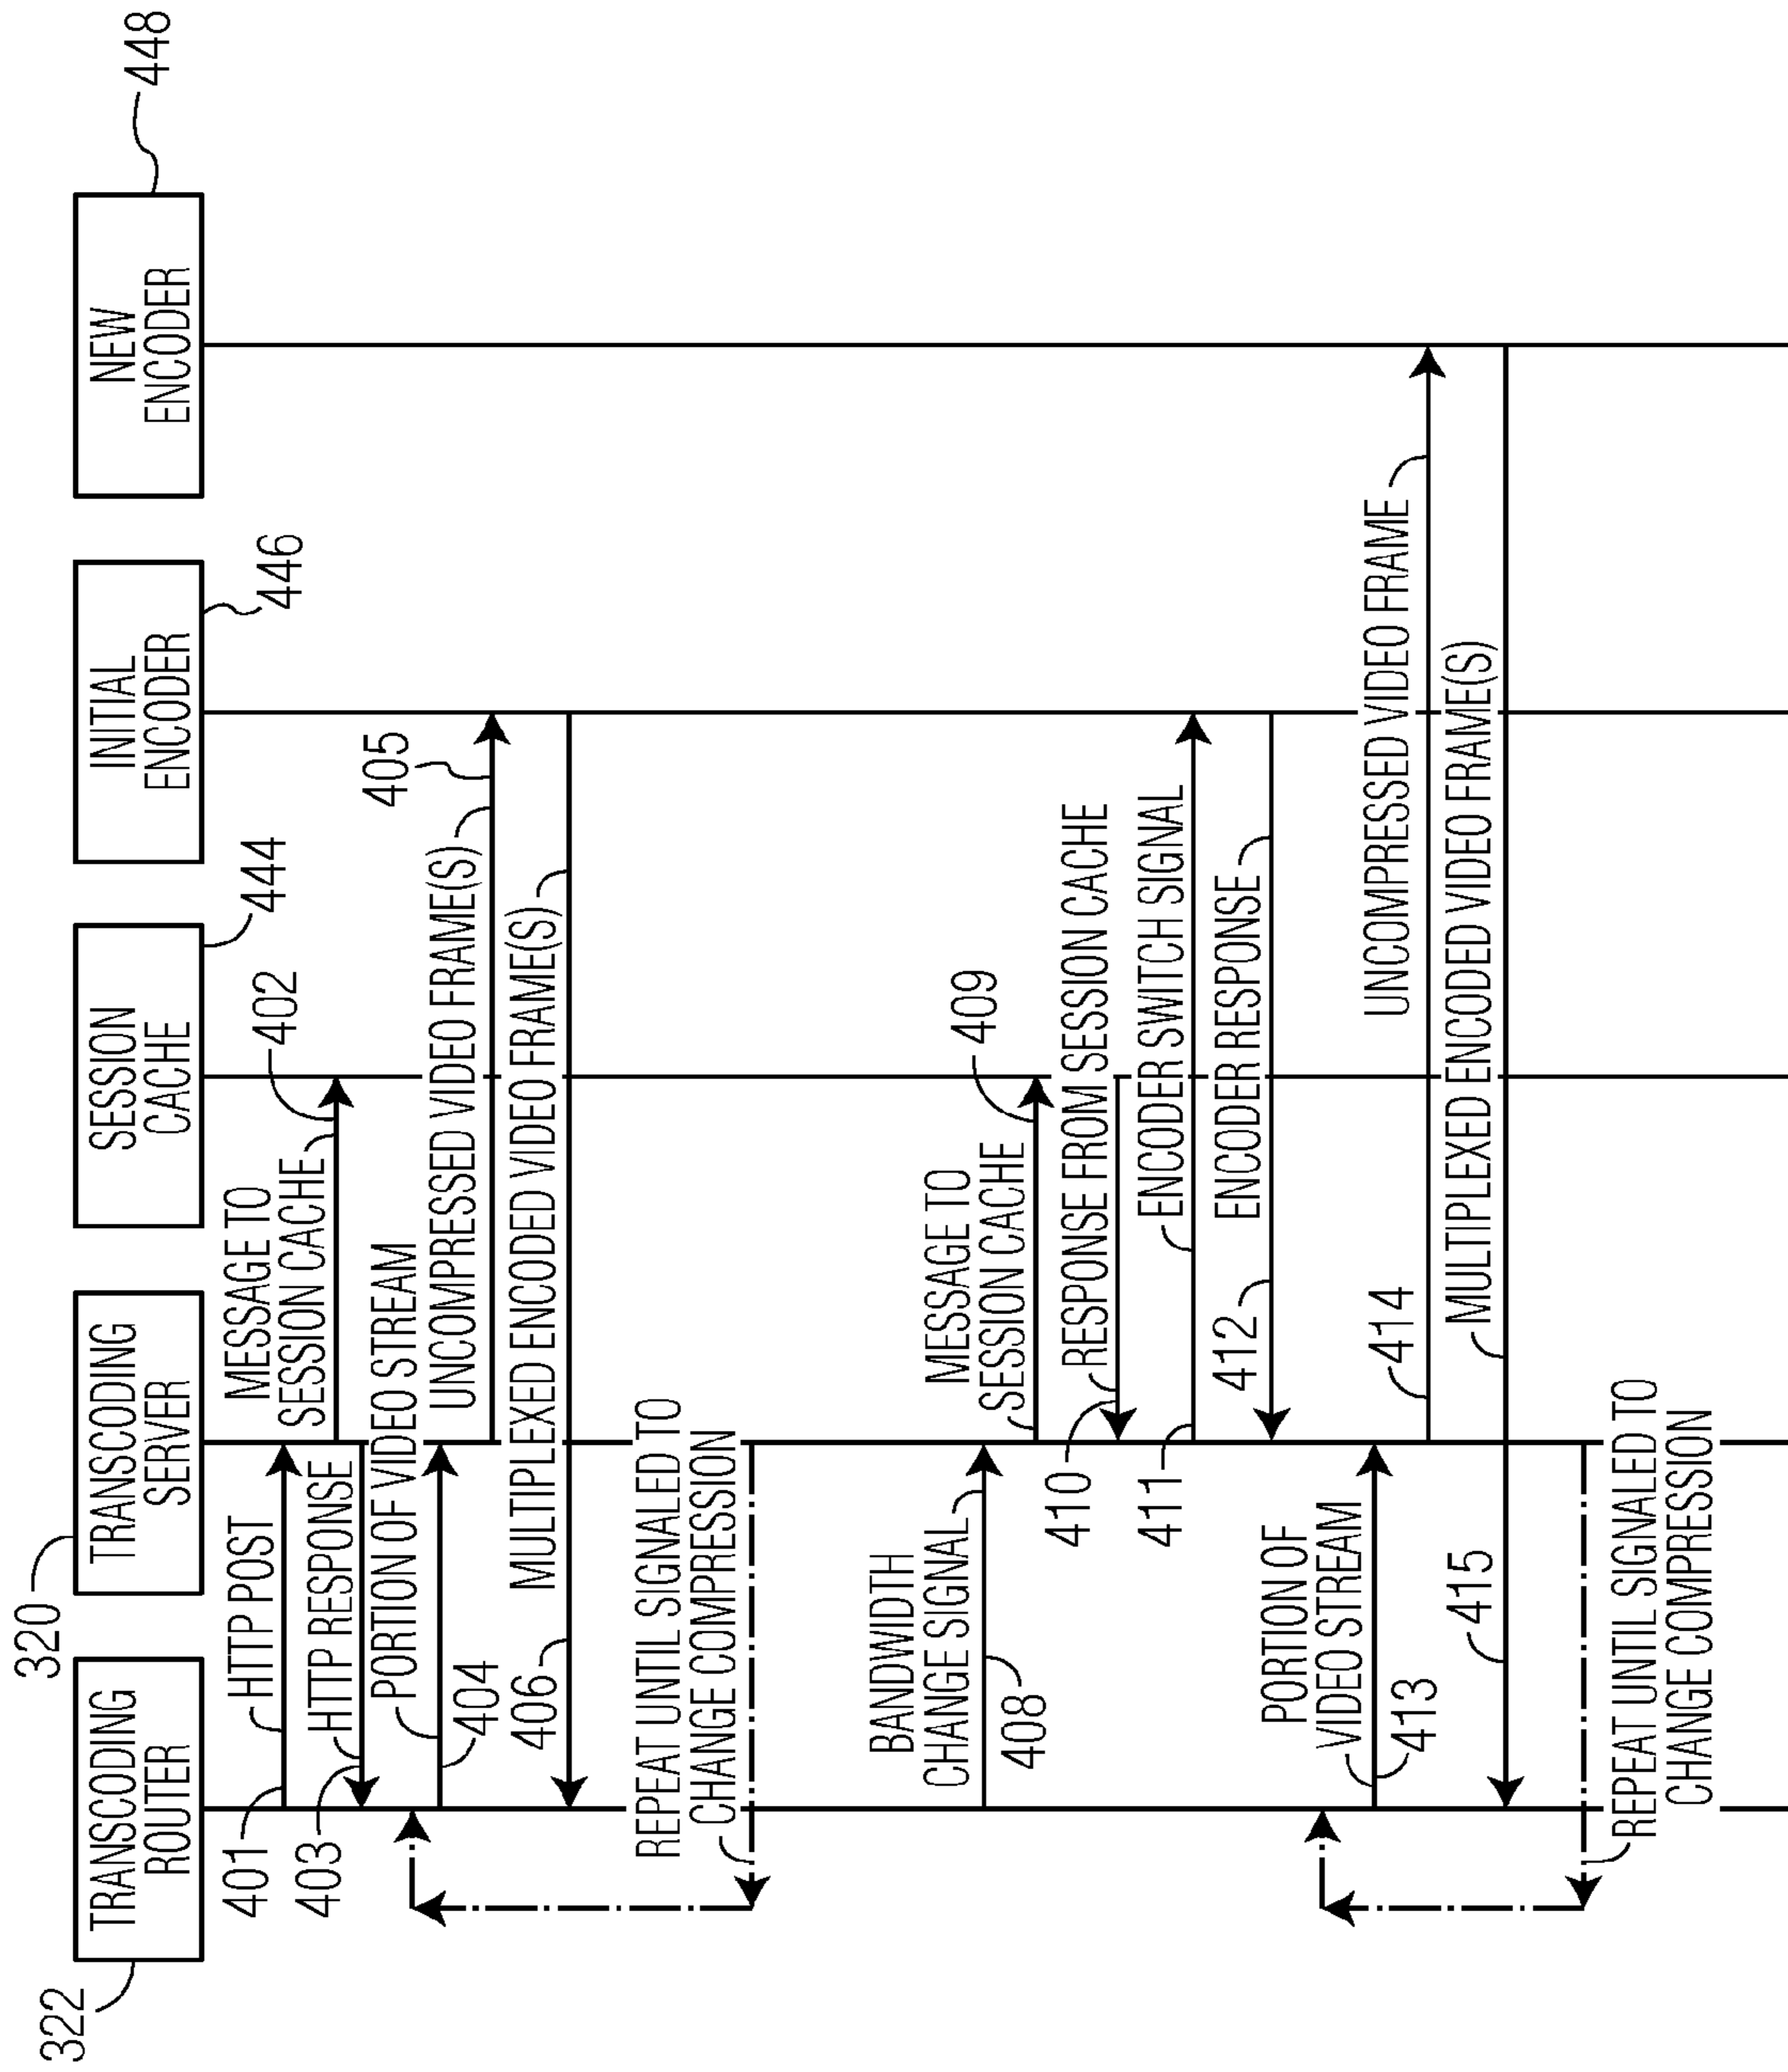 322
TRANSCODING
ROUTER
320
TRANSCODING
SERVER
SESSION
CACHE
444
INITIAL
ENCODER
446
NEW
ENCODER
448
401
HTTP POST
MESSAGE TO
SESSION CACHE
402
403
HTTP RESPONSE
PORTION OF VIDEO STREAM
404
UNCOMPRESSED VIDEO FRAME(S)
405
406
MULTIPLEXED ENCODED VIDEO FRAME(S)
REPEAT UNTIL SIGNALED TO
CHANGE COMPRESSION
BANDWIDTH
CHANGE SIGNAL
408
MESSAGE TO
SESSION CACHE
409
410
RESPONSE FROM SESSION CACHE
411
ENCODER SWITCH SIGNAL
412
ENCODER RESPONSE
PORTION OF
VIDEO STREAM
413
414
UNCOMPRESSED VIDEO FRAME
415
MULTIPLEXED ENCODED VIDEO FRAME(S)
REPEAT UNTIL SIGNALED TO
CHANGE COMPRESSION